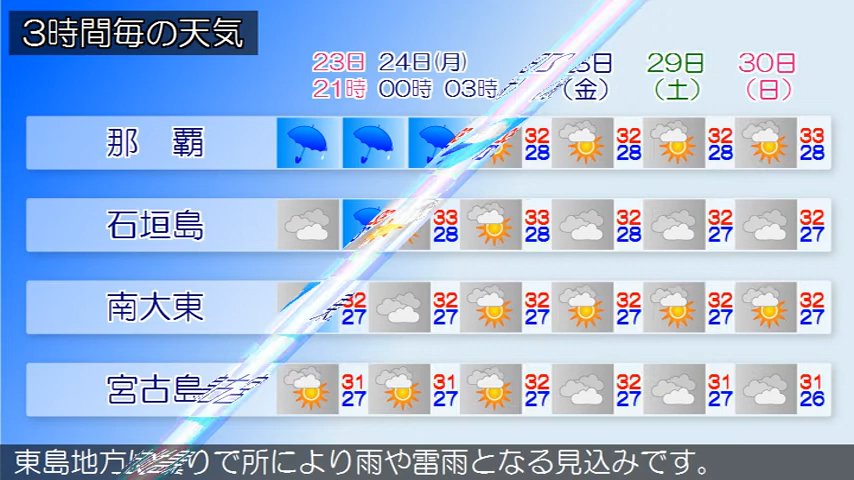 3時間毎の天気
23日 24日(月) 29日 30日
21時 00時 03時 (金) (土) (日)
那 覇 32 28 32 28 32 28 33 28
石垣島 33 28 33 28 32 28 32 27 32 27
南大東 32 27 32 27 32 27 32 27 32 27 32 27
宮古島 31 27 31 27 32 27 32 27 31 27 31 26
東島地方 りで所により雨や雷雨となる見込みです。